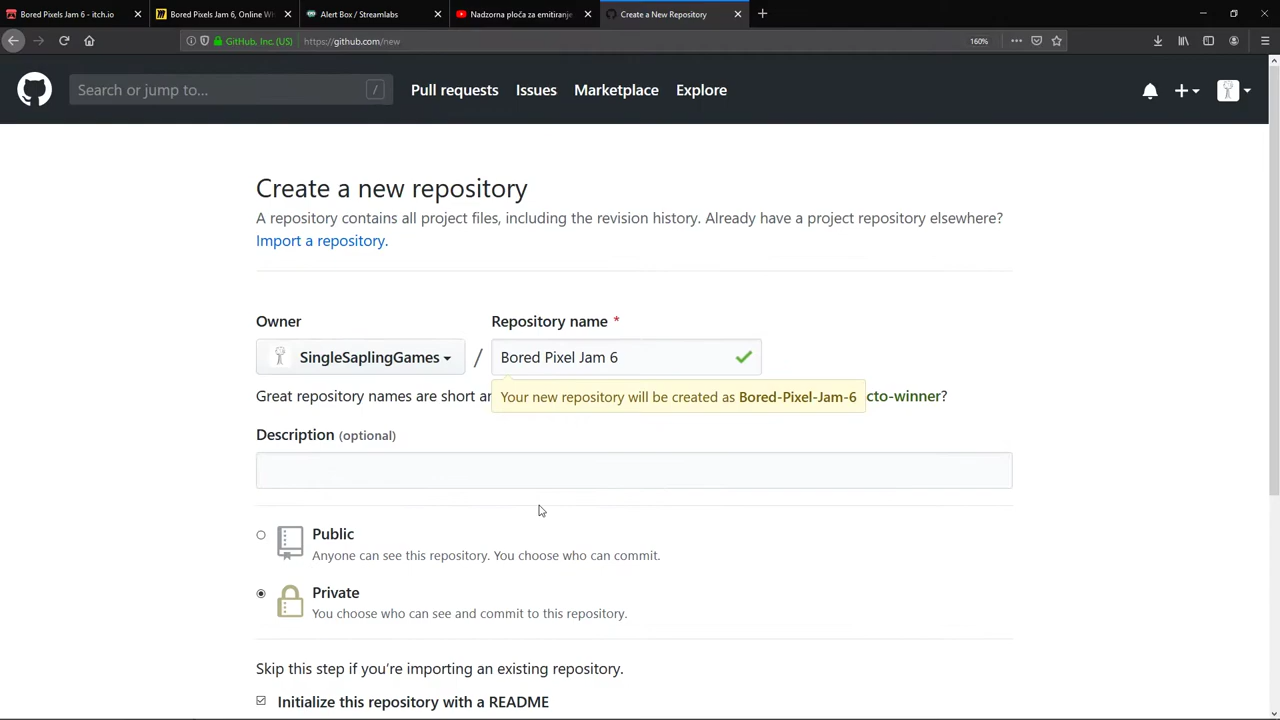 Bored Pixels Jam 6 - itch.io
Bored Pixels Jam 6, Online W
Alert Box / Streamlabs
Nadzorna ploča za emitiranje
Create a New Repository
GitHub, Inc. (US)
https://github.com/new
160%
Search or jump to...
/
Pull requests
Issues
Marketplace
Explore
Create a new repository
A repository contains all project files, including the revision history. Already have a project repository elsewhere?
Import a repository.
Owner
Repository name *
SingleSaplingGames
/
Bored Pixel Jam 6
Great repository names are short ar
Your new repository will be created as Bored-Pixel-Jam-6
cto-winner?
Description (optional)
Public
Anyone can see this repository. You choose who can commit.
Private
You choose who can see and commit to this repository.
Skip this step if you’re importing an existing repository.
Initialize this repository with a README